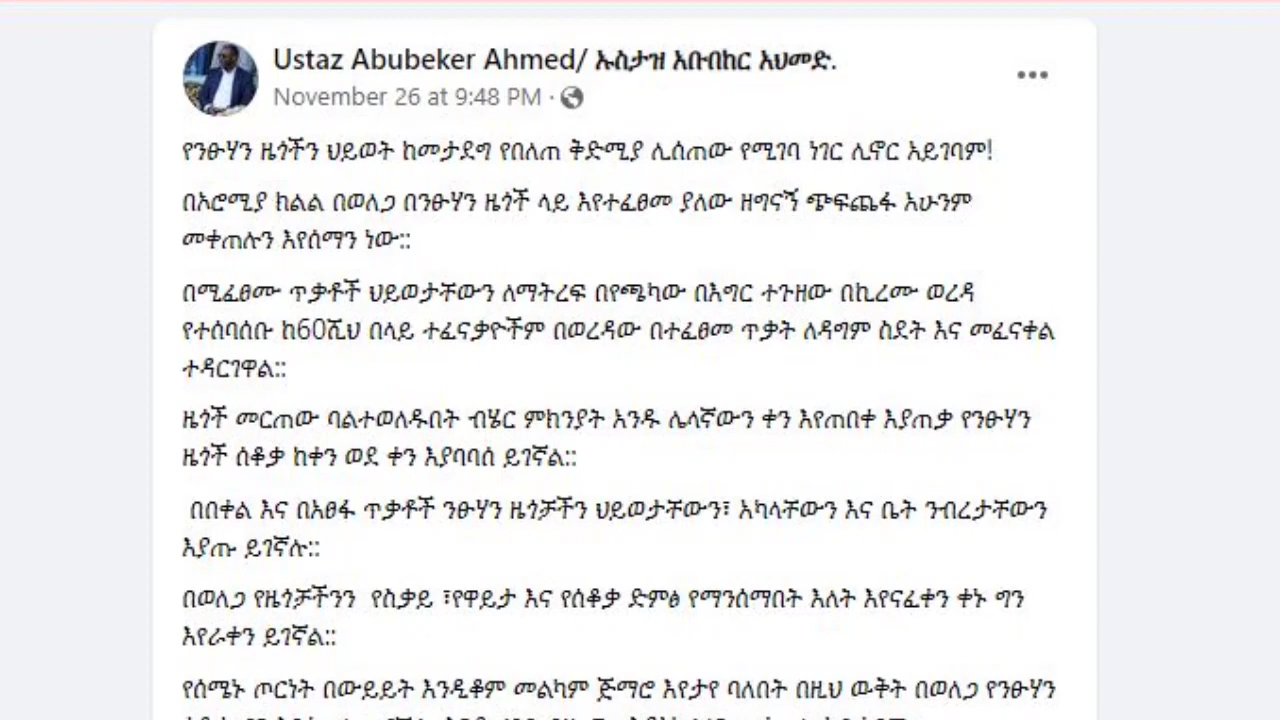 Ustaz Abubeker Ahmed/ ኡስታዝ አቡበከር አህመድ.
November 26 at 9:48 PM ·
የንፁሃን ዜጎችን ህይወት ከመታደግ የበለጠ ቅድሚያ ሊሰጠው የሚገባ ነገር ሊኖር አይገባም!
በኦሮሚያ ክልል በወለጋ በንፁሃን ዜጎች ላይ እየተፈፀመ ያለው ዘግናኝ ጭፍጨፋ አሁንም
መቀጠሉን እየሰማን ነው።
በሚፈፀሙ ጥቃቶች ህይወታቸውን ለማትረፍ በየጫካው በእግር ተጉዘው በኪረሙ ወረዳ
የተሰባሰቡ ከ60ሺህ በላይ ተፈናቃዮችም በወረዳው በተፈፀመ ጥቃት ለዳግም ስደት እና መፈናቀል
ተዳርገዋል።
ዜጎች መርጠው ባልተወለዱበት ብሄር ምክንያት አንዱ ሌላኛውን ቀን እየጠበቀ እያጠቃ የንፁሃን
ዜጎች ሰቆቃ ከቀን ወደ ቀን እያባባሰ ይገኛል።
በበቀል እና በአፀፋ ጥቃቶች ንፁሃን ዜጎቻችን ህይወታቸውን፣ አካላቸውን እና ቤት ንብረታቸውን
እያጡ ይገኛሉ።
በወለጋ የዜጎቻችንን የስቃይ ፣የዋይታ እና የሰቆቃ ድምፅ የማንሰማበት እለት እየናፈቀን ቀኑ ግን
እየራቀን ይገኛል።
የሰሜኑ ጦርነት በውይይት እንዲቆም መልካም ጅማሮ እየታየ ባለበት በዚህ ወቅት በወለጋ የንፁሃን